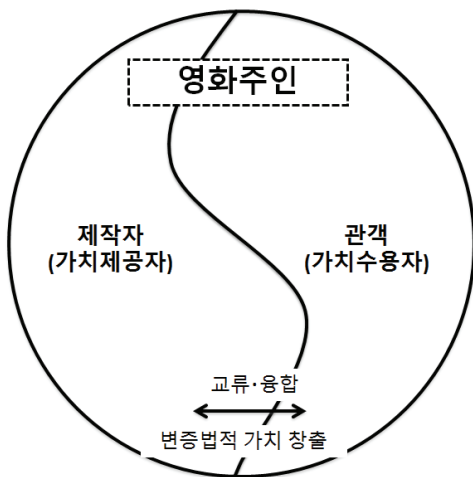 영화주인
제작자
(가치제공자)
관객
(가치수용자)
교류·융합
변증법적 가치 창출